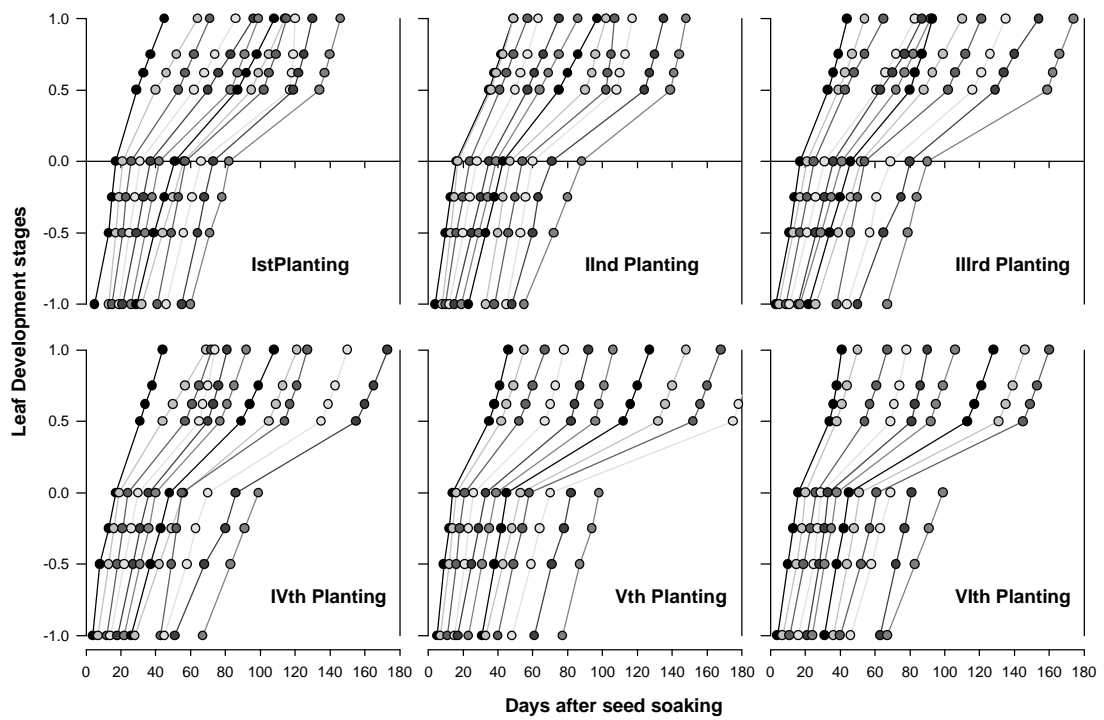 1.0
0.5
0.0
-0.5
-1.0
IstPlanting
IInd Planting
IIIrd Planting
Leaf Development stages
1.0
0.5
0.0
-0.5
-1.0
IVth Planting
Vth Planting
VIth Planting
0 20 40 60 80 100 120 140 160 180
0 20 40 60 80 100 120 140 160 180
0 20 40 60 80 100 120 140 160 180
Days after seed soaking